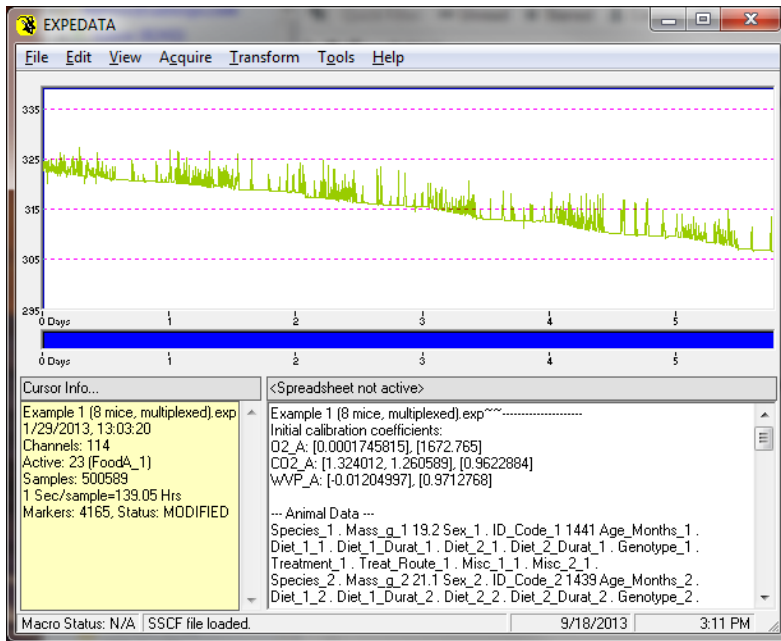 EXPEDATA
File Edit View Acquire Transform Tools Help
335
325
315
305
295
0 Days 1 2 3 4 5
0 Days 1 2 3 4 5
Cursor Info...
Example 1 (8 mice, multiplexed).exp
1/29/2013, 13:03:20
Channels: 114
Active: 23 (FoodA_1)
Samples: 500589
1 Sec/sample=139.05 Hrs
Markers: 4165, Status: MODIFIED
<Spreadsheet not active>
Example 1 (8 mice, multiplexed).exp~~---------------------
Initial calibration coefficients:
O2_A: [0.0001745815], [1672.765]
CO2_A: [1.324012, 1.260589], [0.9622884]
WVP_A: [-0.01204997], [0.9712768]
--- Animal Data ---
Species_1 . Mass_g_1 19.2 Sex_1 . ID_Code_1 1441 Age_Months_1 .
Diet_1_1 . Diet_1_Durat_1 . Diet_2_1 . Diet_2_Durat_1 . Genotype_1 .
Treatment_1 . Treat_Route_1 . Misc_1_1 . Misc_2_1 .
Species_2 . Mass_g_2 21.1 Sex_2 . ID_Code_2 1439 Age_Months_2 .
Diet_1_2 . Diet_1_Durat_2 . Diet_2_2 . Diet_2_Durat_2 . Genotype_2 .
Macro Status: N/A SSCF file loaded. 9/18/2013 3:11 PM